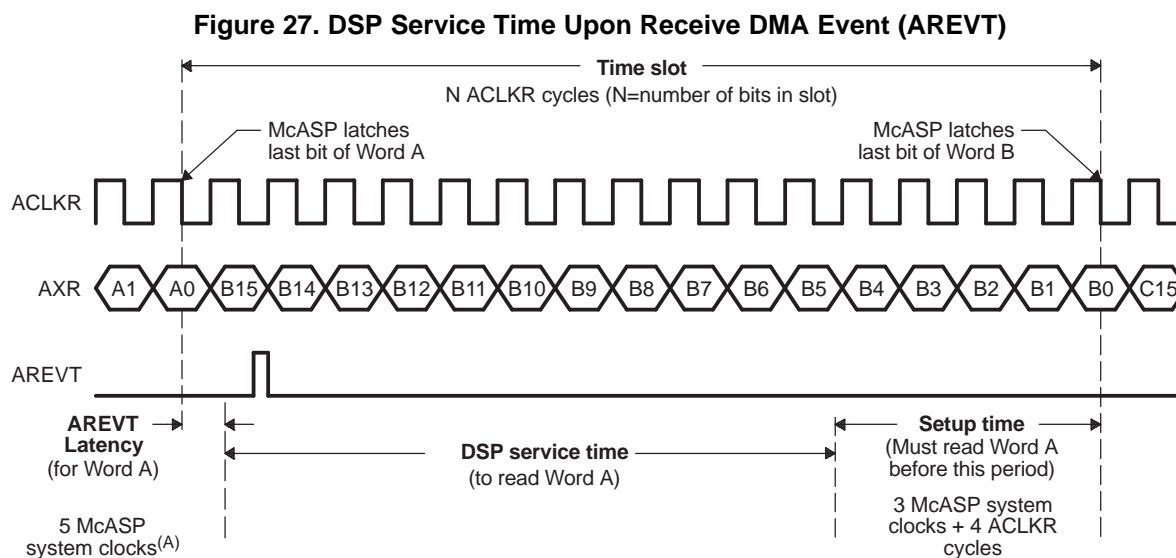 Figure 27. DSP Service Time Upon Receive DMA Event (AREVT)
Time slot
N ACLKR cycles (N=number of bits in slot)
McASP latches
last bit of Word A
McASP latches
last bit of Word B
ACLKR
AXR A1 A0 B15 B14 B13 B12 B11 B10 B9 B8 B7 B6 B5 B4 B3 B2 B1 B0 C15
AREVT
AREVT
Latency
(for Word A)
DSP service time
(to read Word A)
Setup time
(Must read Word A
before this period)
5 McASP
system clocks(A)
3 McASP system
clocks + 4 ACLKR
cycles